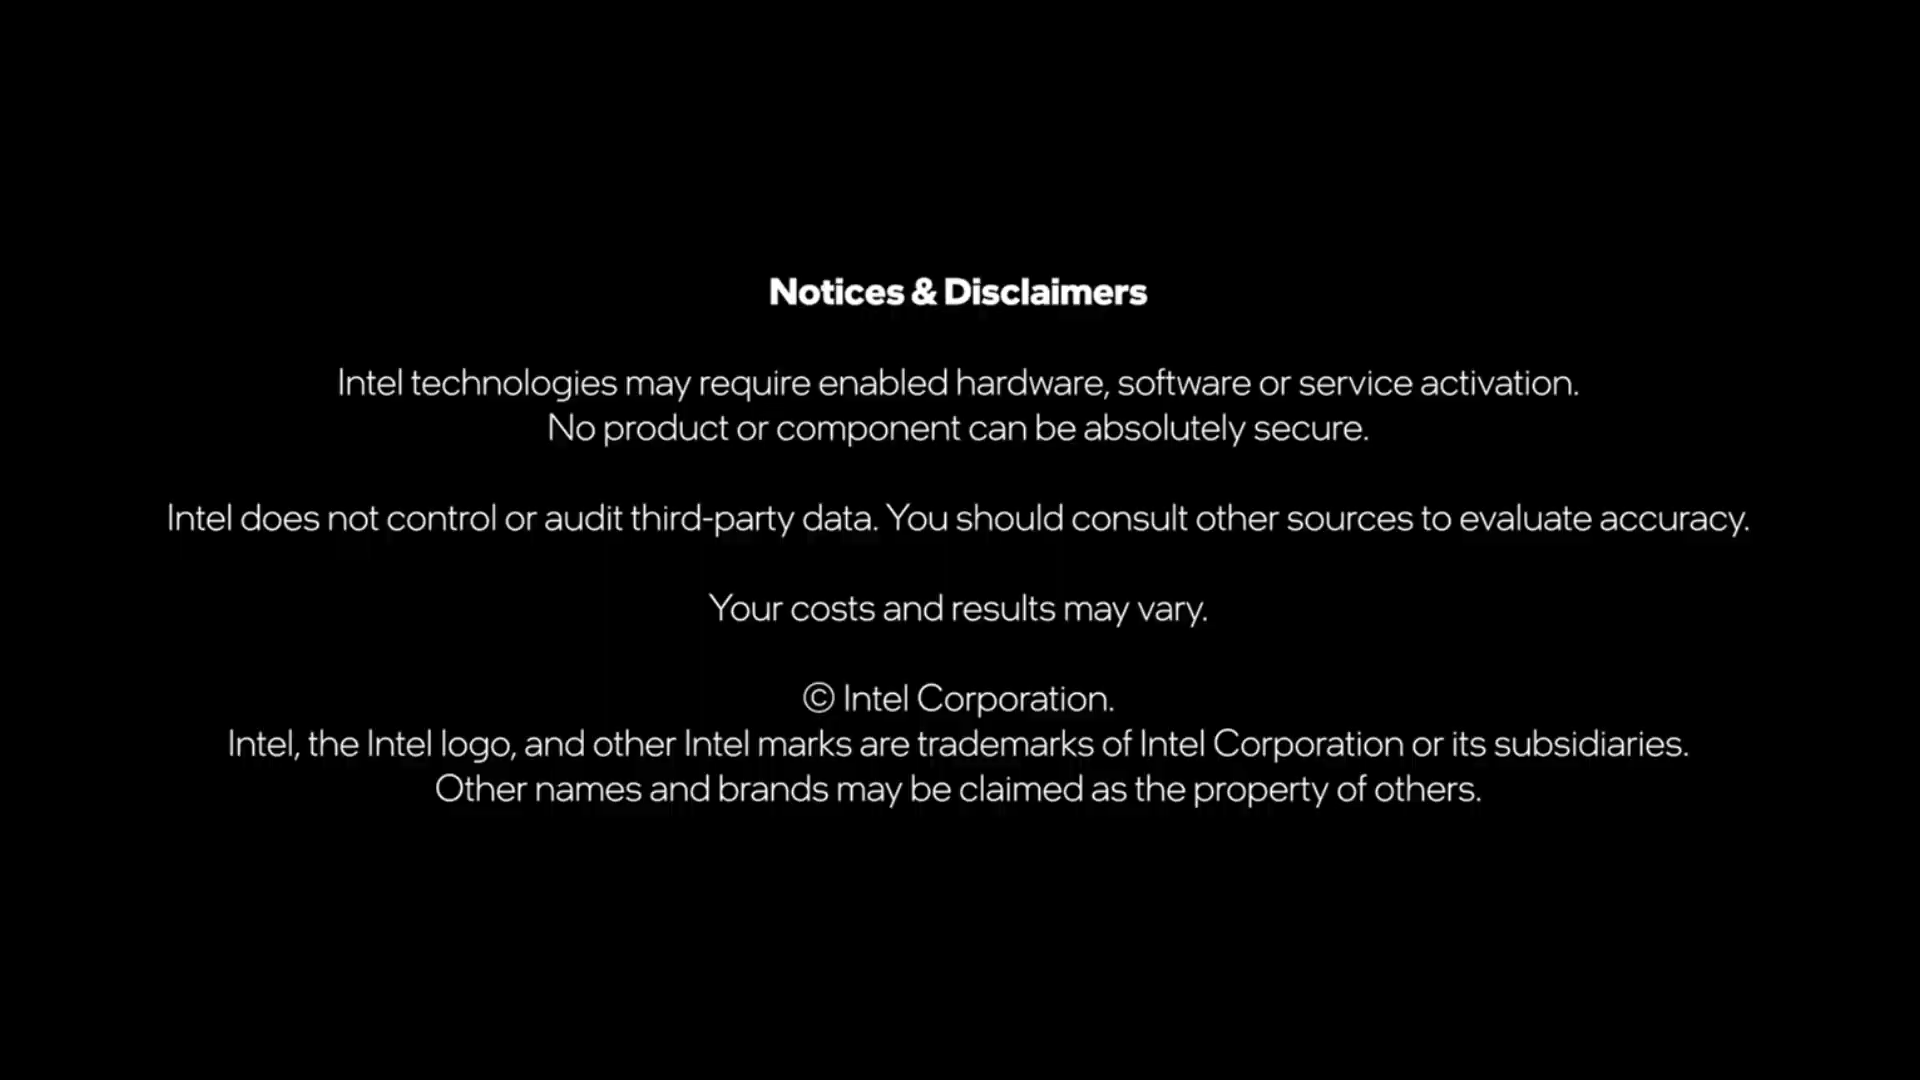 Notices & Disclaimers
Intel technologies may require enabled hardware, software or service activation.
No product or component can be absolutely secure.
Intel does not control or audit third-party data. You should consult other sources to evaluate accuracy.
Your costs and results may vary.
© Intel Corporation.
Intel, the Intel logo, and other Intel marks are trademarks of Intel Corporation or its subsidiaries.
Other names and brands may be claimed as the property of others.